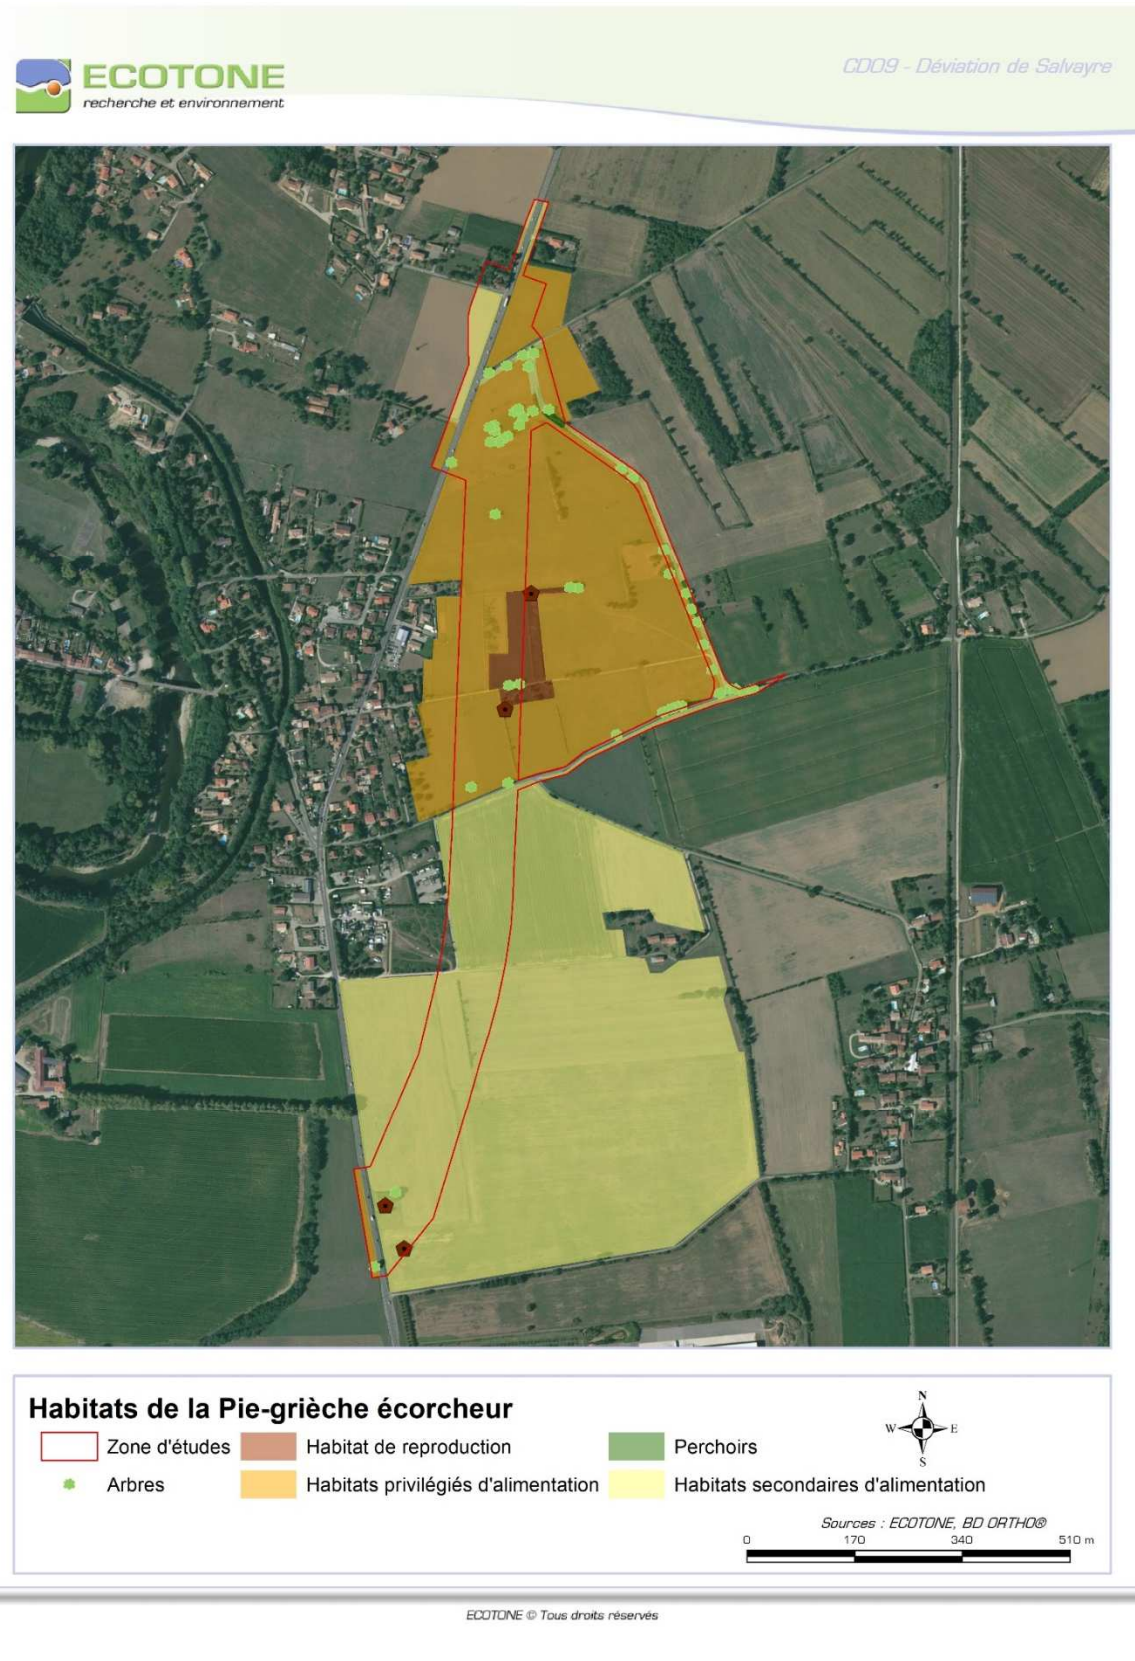 CD09 - Déviation de Salvayre
ECOTONE
recherche et environnement
Habitats de la Pie-grièche écorcheur
Zone d'études
Habitat de reproduction
Perchoirs
Arbres
Habitats privilégiés d'alimentation
Habitats secondaires d'alimentation
N
W E
S
Sources : ECOTONE, BD ORTHO®
0 170 340 510 m
ECOTONE © Tous droits réservés